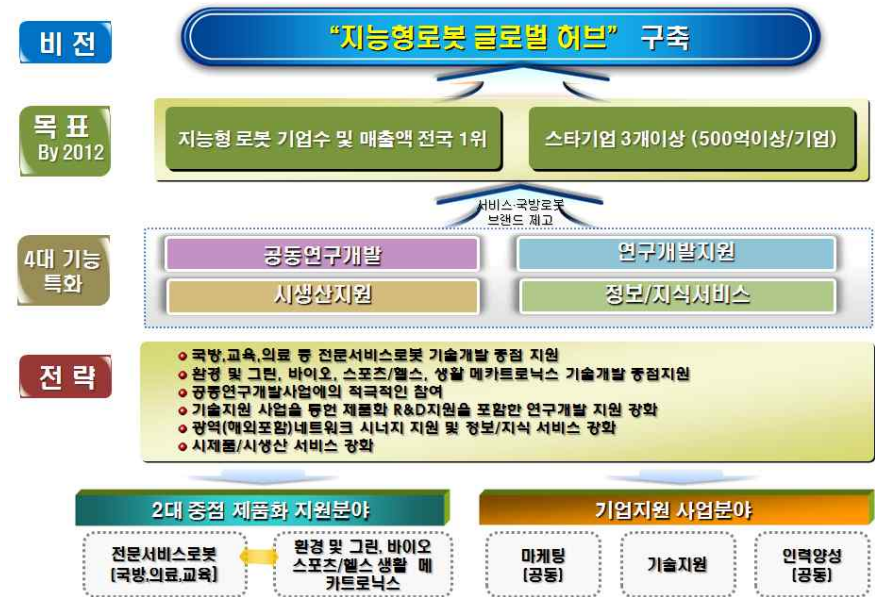 비 전
“지능형로봇 글로벌 허브” 구축
목 표
By 2012
지능형 로봇 기업수 및 매출액 전국 1위
스타기업 3개이상 (500억이상/기업)
서비스·국방로봇
브랜드 제고
4대 기능
특화
공동연구개발
연구개발지원
시생산지원
정보/지식서비스
전 략
국방,교육,의료 등 전문서비스로봇 기술개발 중점 지원
환경 및 그린, 바이오, 스포츠/헬스, 생활 메카트로닉스 기술개발 중점지원
공동연구개발사업에의 적극적인 참여
기술지원 사업을 통헌 제품화 R&D지원을 포함한 연구개발 지원 강화
광역(해외포함)네트워크 시너지 지원 및 정보/지식 서비스 강화
시제품/시생산 서비스 강화
2대 중점 제품화 지원분야
기업지원 사업분야
전문서비스로봇
[국방,의료,교육]
환경 및 그린, 바이오
스포츠/헬스 생활 메
카트로닉스
마케팅
(공동)
기술지원
인력양성
(공동)